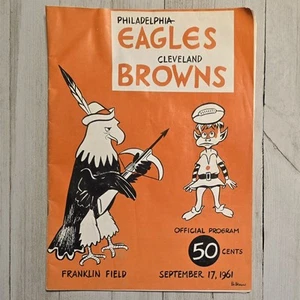 PHILADELPHIA
EAGLES
CLEVELAND
BROWNS
OFFICIAL PROGRAM
50 CENTS
FRANKLIN FIELD
SEPTEMBER 17, 1961